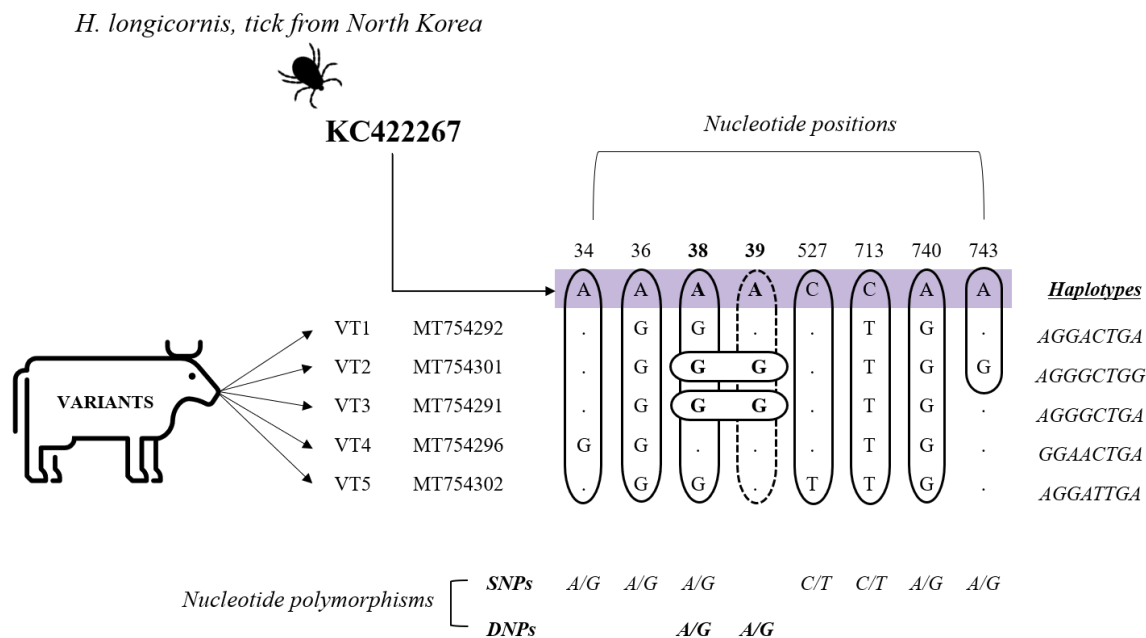 H. longicornis, tick from North Korea
KC422267
Nucleotide positions
34 36 38 39 527 713 740 743
A A A A C C A A Haplotypes
VT1 MT754292 . G G . . T G . AGGACTGA
VT2 MT754301 . G G G . T G G AGGGCTGG
VT3 MT754291 . G G G . T G . AGGGCTGA
VT4 MT754296 G G . . . T G . GGAACTGA
VT5 MT754302 . G G . T T G . AGGATTGA
VARIANTS
SNPs A/G A/G A/G C/T C/T A/G A/G
Nucleotide polymorphisms
DNPs A/G A/G